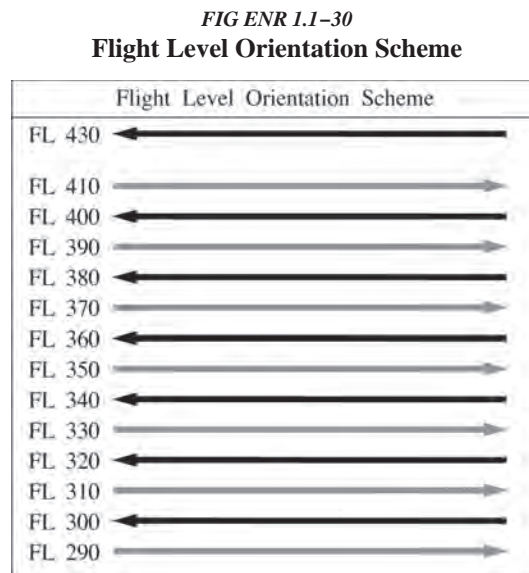 FIG ENR 1.1−30
Flight Level Orientation Scheme
Flight Level Orientation Scheme
FL 430
FL 410
FL 400
FL 390
FL 380
FL 370
FL 360
FL 350
FL 340
FL 330
FL 320
FL 310
FL 300
FL 290